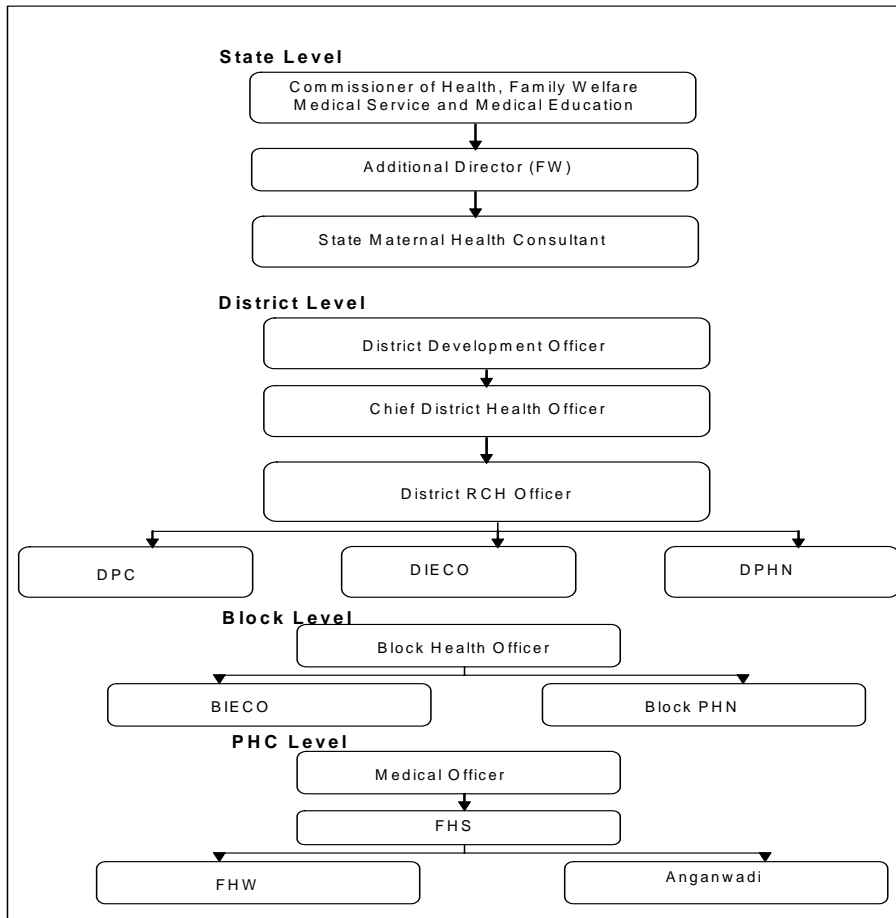 State Level
Commissioner of Health, Family Welfare
Medical Service and Medical Education
Additional Director (FW)
State Maternal Health Consultant
District Level
District Development Officer
Chief District Health Officer
District RCH Officer
DPC
DIECO
DPHN
Block Level
Block Health Officer
BIECO
Block PHN
PHC Level
Medical Officer
FHS
FHW
Anganwadi